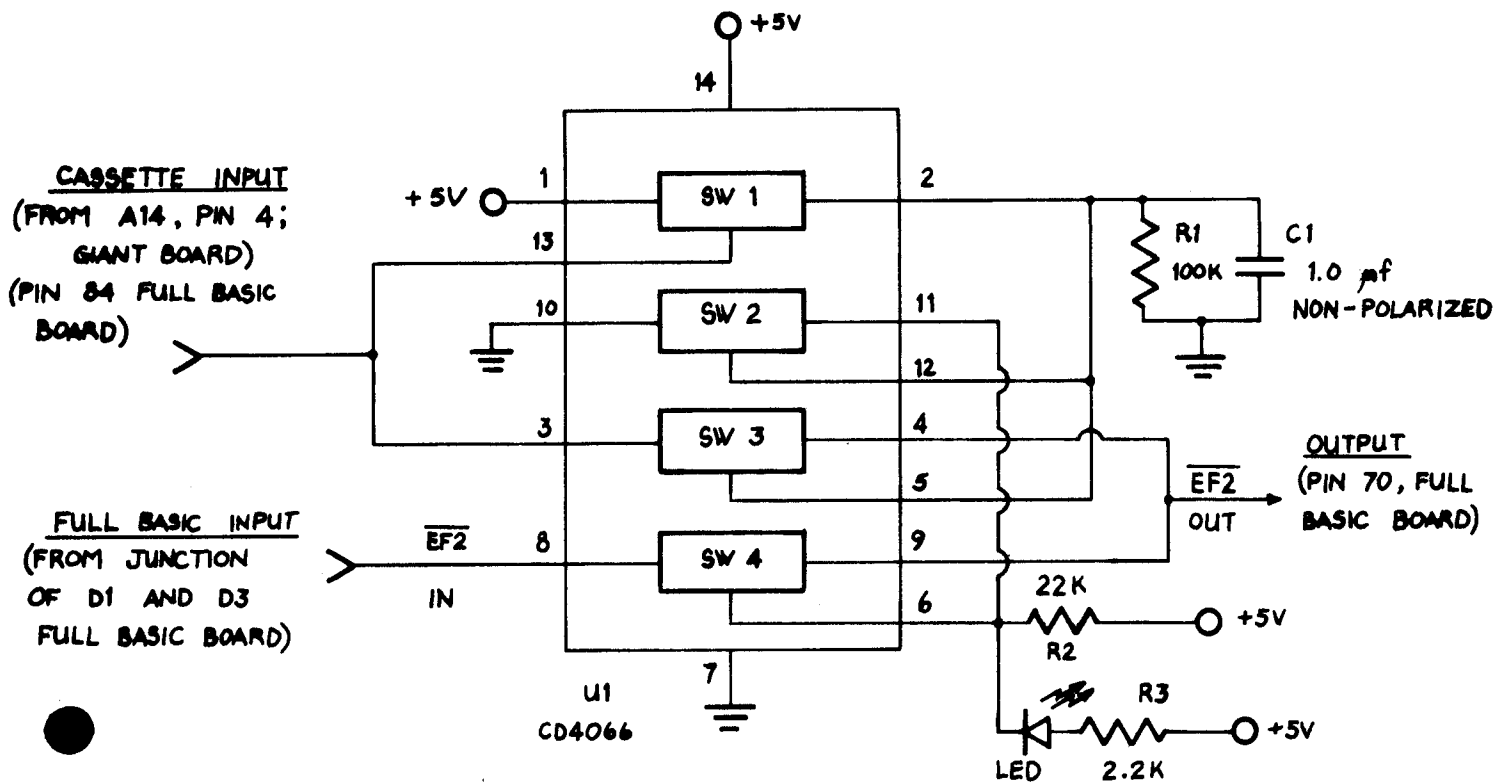 +5V
14
CASSETTE INPUT
(FROM A14, PIN 4;
GIANT BOARD)
(PIN 84 FULL BASIC
BOARD)
+5V
1
SW 1
2
13
R1
100K
C1
1.0 µf
NON-POLARIZED
10
SW 2
11
12
3
SW 3
4
5
OUTPUT
(PIN 70, FULL
BASIC BOARD)
EF2
OUT
FULL BASIC INPUT
(FROM JUNCTION
OF D1 AND D3
FULL BASIC BOARD)
EF2
IN
8
SW 4
9
6
22K
R2
+5V
7
U1
CD4066
R3
+5V
LED
2.2K